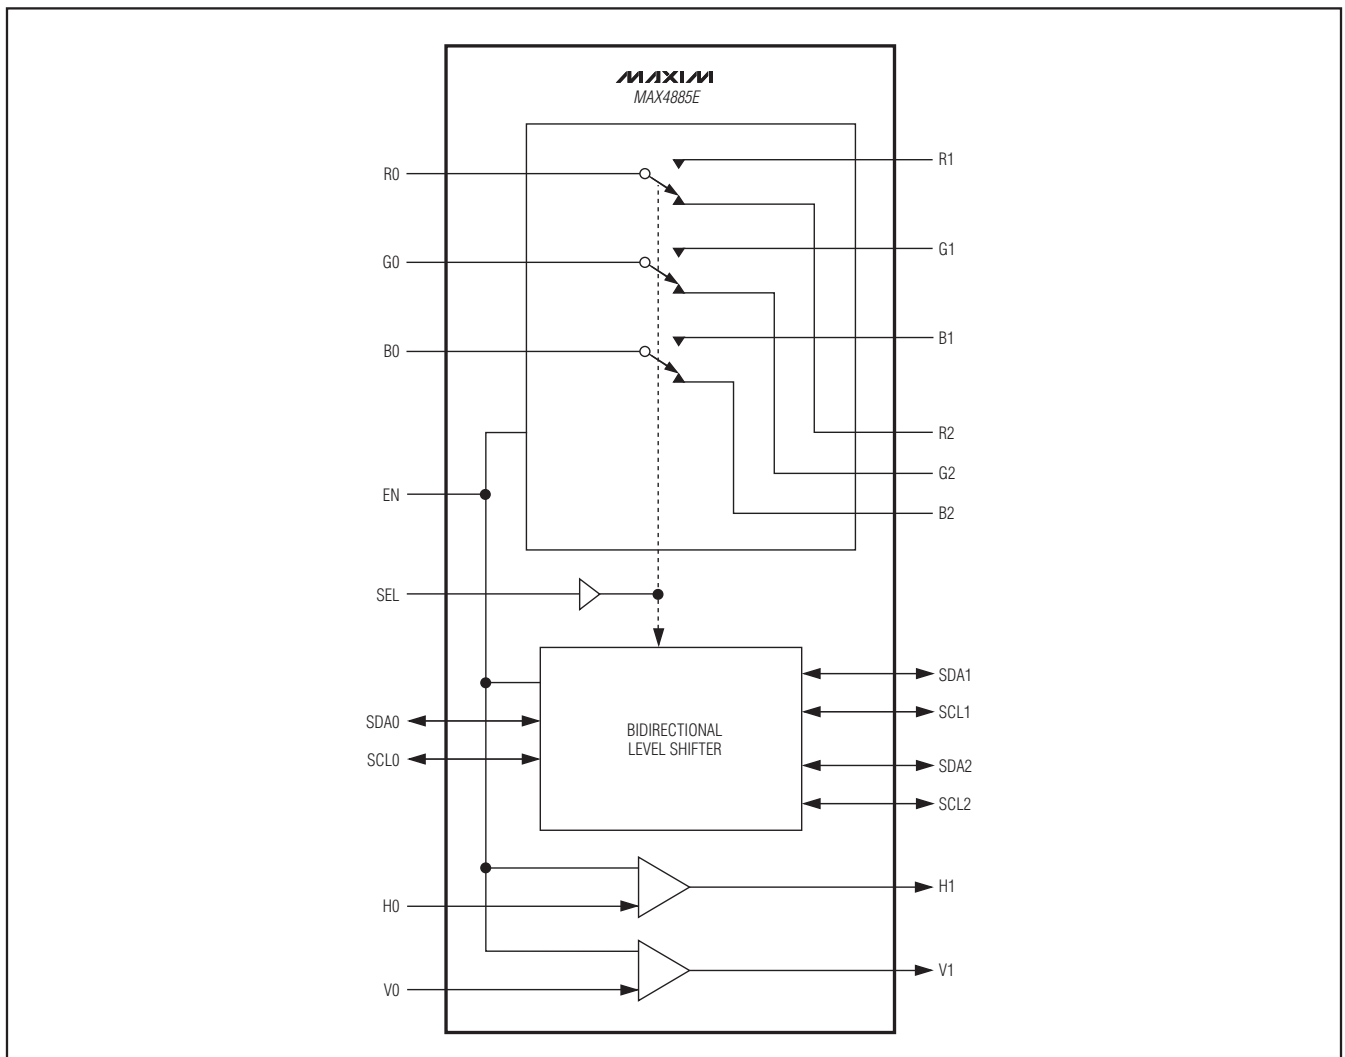 MAXIM
MAX4885E
R0
R1
G0
G1
B0
B1
R2
G2
EN
B2
SEL
SDA1
SCL1
SDA0
BIDIRECTIONAL
LEVEL SHIFTER
SCL0
SDA2
SCL2
H1
H0
V1
V0